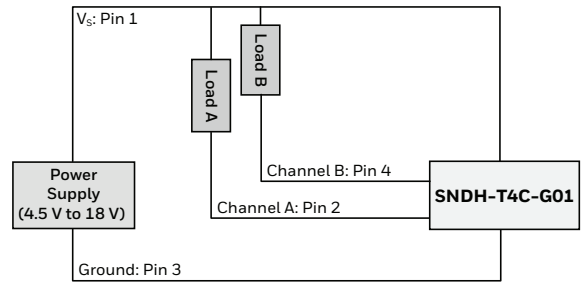 Vs: Pin 1
Load A
Load B
Channel B: Pin 4
Power
Supply
(4.5 V to 18 V)
SNDH-T4C-G01
Channel A: Pin 2
Ground: Pin 3